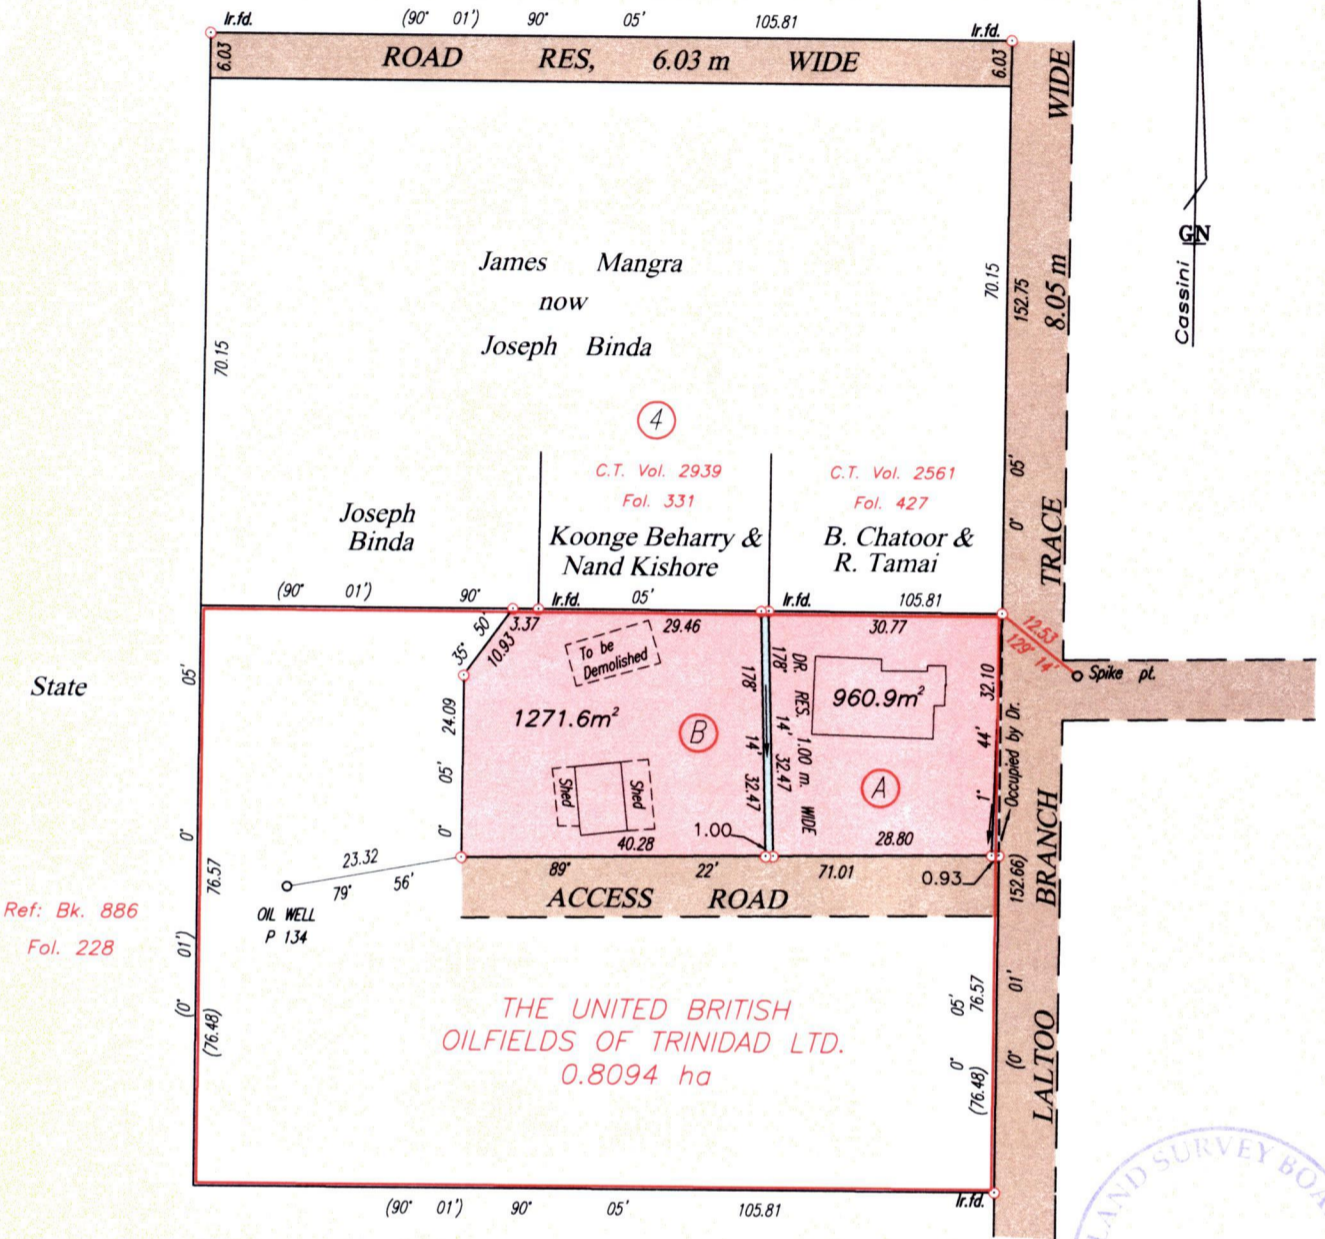 Ir.fd. (90° 01') 90° 05' 105.81 Ir.fd.
6.03 ROAD RES, 6.03 m WIDE 6.03
WIDE
8.05 m
TRACE
BRANCH
LALTOO
GN
Cassini
James Mangra
now
Joseph Binda
70.15
70.15
152.75
0° 05'
4
C.T. Vol. 2939
Fol. 331
C.T. Vol. 2561
Fol. 427
Joseph
Binda
Koonge Beharry &
Nand Kishore
B. Chatoor &
R. Tamai
(90° 01') 90° Ir.fd. 05' Ir.fd. 105.81
3.37 29.46 30.77
35° 50'
10.93
12.53
129° 14'
Spike pt.
State
To be
Demolished
1271.6m²
960.9m²
B
A
178° 14' 32.47
178° 14' 32.47
DR. RES. 1.00 m. WIDE
32.10
1° 44'
Occupied by Dr.
24.09
0° 05'
0° 05'
Shed
Shed
40.28
1.00
28.80
89° 22' 71.01
0.93
ACCESS ROAD
23.32
79° 56'
OIL WELL
P 134
76.57
(0° 01')
(76.48)
Ref: Bk. 886
Fol. 228
152.66)
(0° 01'
0° 05'
76.57
(76.48)
THE UNITED BRITISH
OILFIELDS OF TRINIDAD LTD.
0.8094 ha
(90° 01') 90° 05' 105.81 Ir.fd.
LAND SURVEY